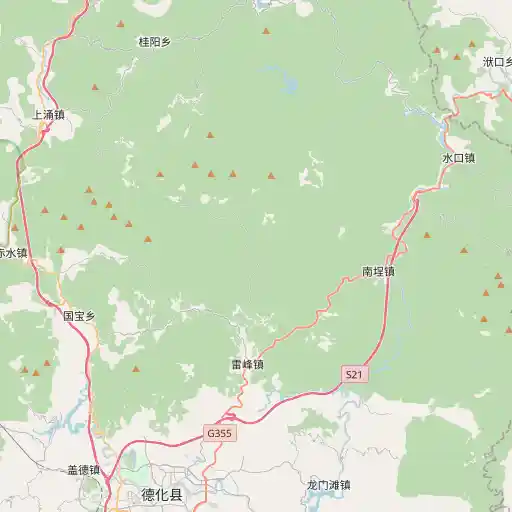 桂阳乡
洑口乡
上涌镇
水口镇
赤水镇
南埕镇
国宝乡
雷峰镇
S21
G355
盖德镇
德化县
龙门滩镇